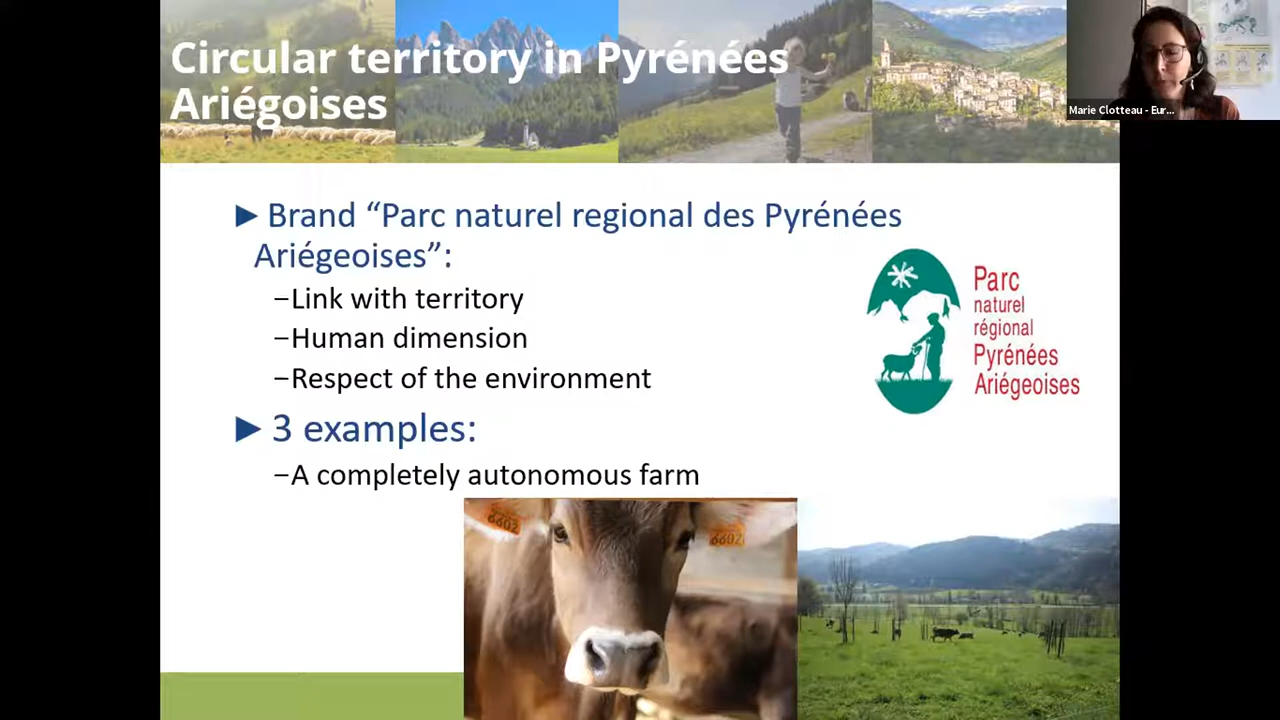 Circular territory in Pyrénées
Ariégoises
Marie Clotteau - Eur...
►Brand “Parc naturel regional des Pyrénées
Ariégeoises”:
–Link with territory
–Human dimension
–Respect of the environment
Parc
naturel
régional
Pyrénées
Ariégeoises
►3 examples:
–A completely autonomous farm
6602
6602